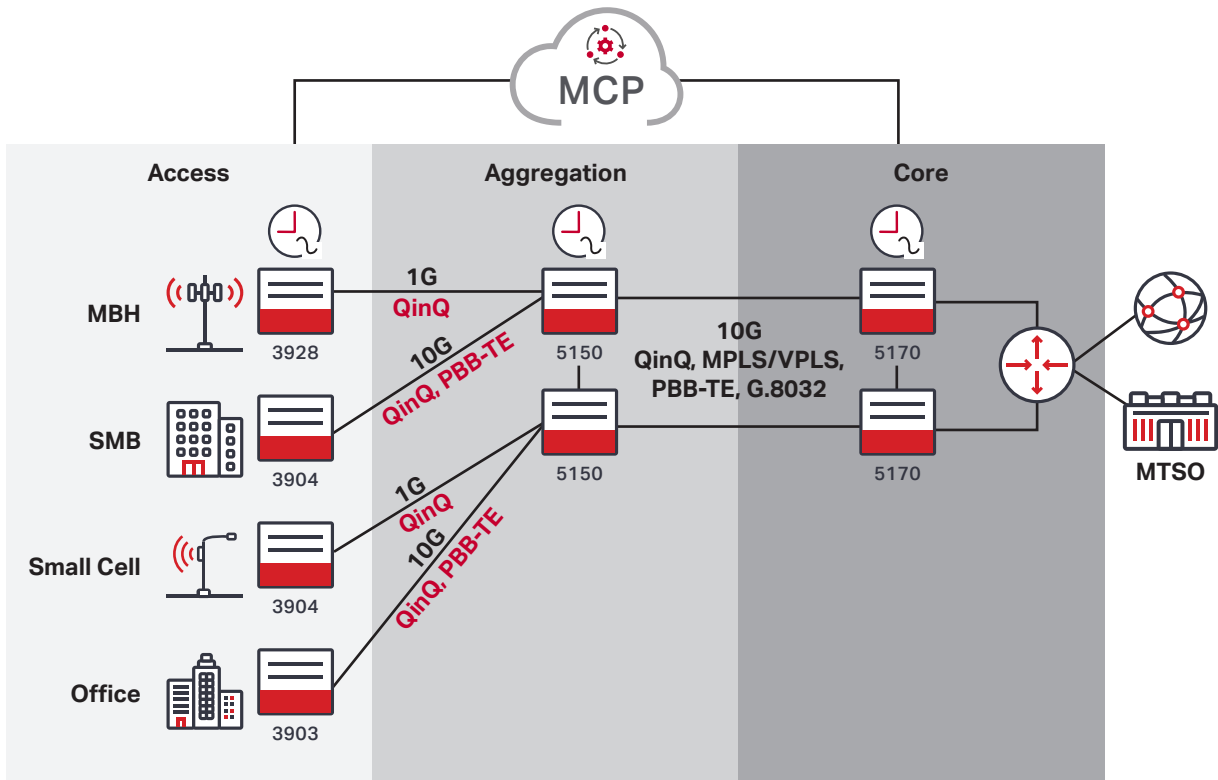 MCP
Access
Aggregation
Core
MBH
3928
1G
QinQ
5150
5170
10G
QinQ, PBB-TE
10G
QinQ, MPLS/VPLS,
PBB-TE, G.8032
SMB
3904
5150
5170
MTSO
1G
QinQ
Small Cell
3904
10G
QinQ, PBB-TE
Office
3903